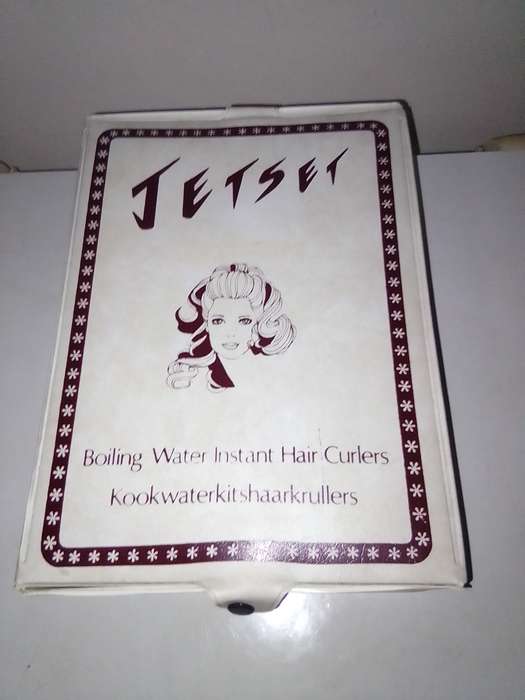 JETSET
Boiling Water Instant Hair Curlers
Kookwaterkitshaarkrullers